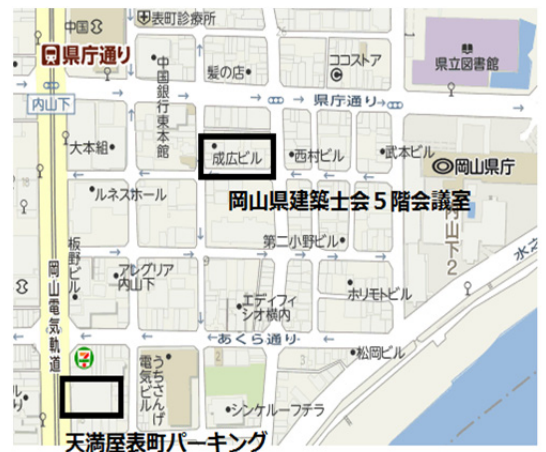 中国
表町診療所
県庁通り
中国銀行東本館
髪の店
ココストア
県立図書館
内山下
県庁通り
大本組
成広ビル
西村ビル
武本ビル
岡山県庁
ルネスホール
岡山県建築士会5階会議室
内山下2
板野ビル
第二小野ビル
アレグリア内山下
岡山電気軌道
エディフィシオ横内
ホリモトビル
あくら通り
松岡ビル
電気ビル
うちさんげ
シンケルーフテラ
天満屋表町パーキング